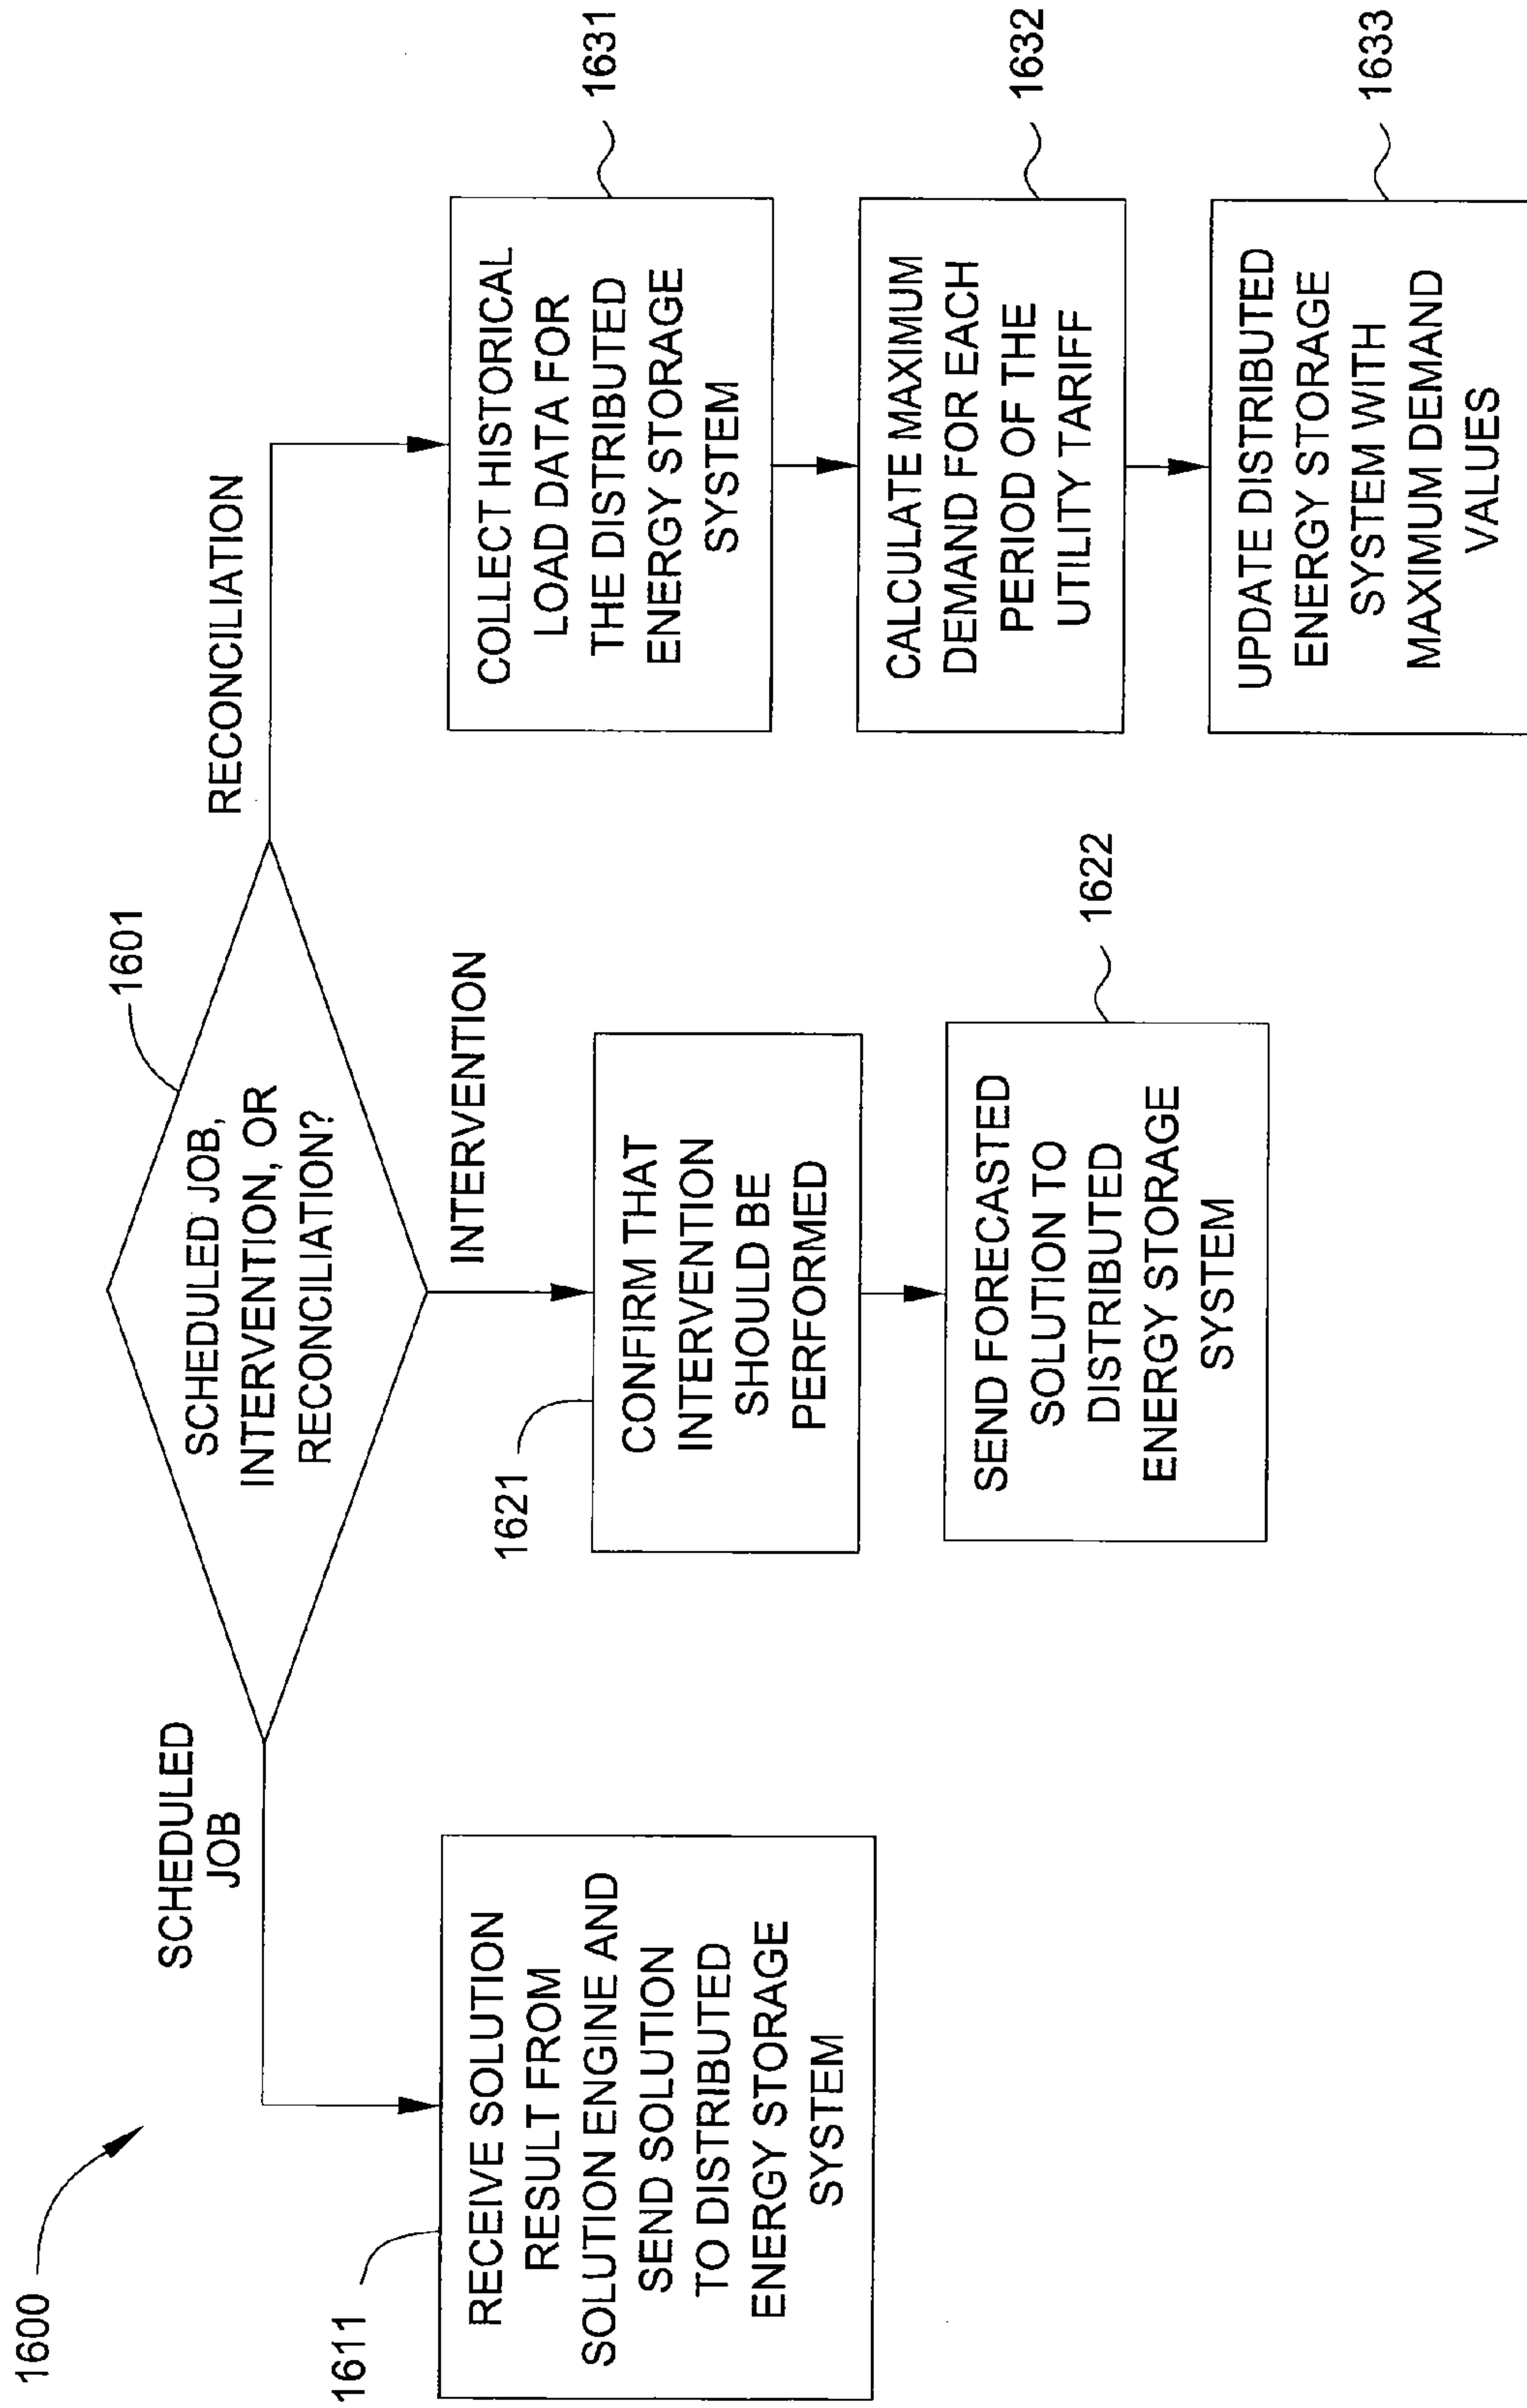 1600
1601
SCHEDULED JOB,
INTERVENTION, OR
RECONCILIATION?
SCHEDULED
JOB
1611
RECEIVE SOLUTION
RESULT FROM
SOLUTION ENGINE AND
SEND SOLUTION
TO DISTRIBUTED
ENERGY STORAGE
SYSTEM
INTERVENTION
1621
CONFIRM THAT
INTERVENTION
SHOULD BE
PERFORMED
1622
SEND FORECASTED
SOLUTION TO
DISTRIBUTED
ENERGY STORAGE
SYSTEM
RECONCILIATION
1631
COLLECT HISTORICAL
LOAD DATA FOR
THE DISTRIBUTED
ENERGY STORAGE
SYSTEM
1632
CALCULATE MAXIMUM
DEMAND FOR EACH
PERIOD OF THE
UTILITY TARIFF
1633
UPDATE DISTRIBUTED
ENERGY STORAGE
SYSTEM WITH
MAXIMUM DEMAND
VALUES